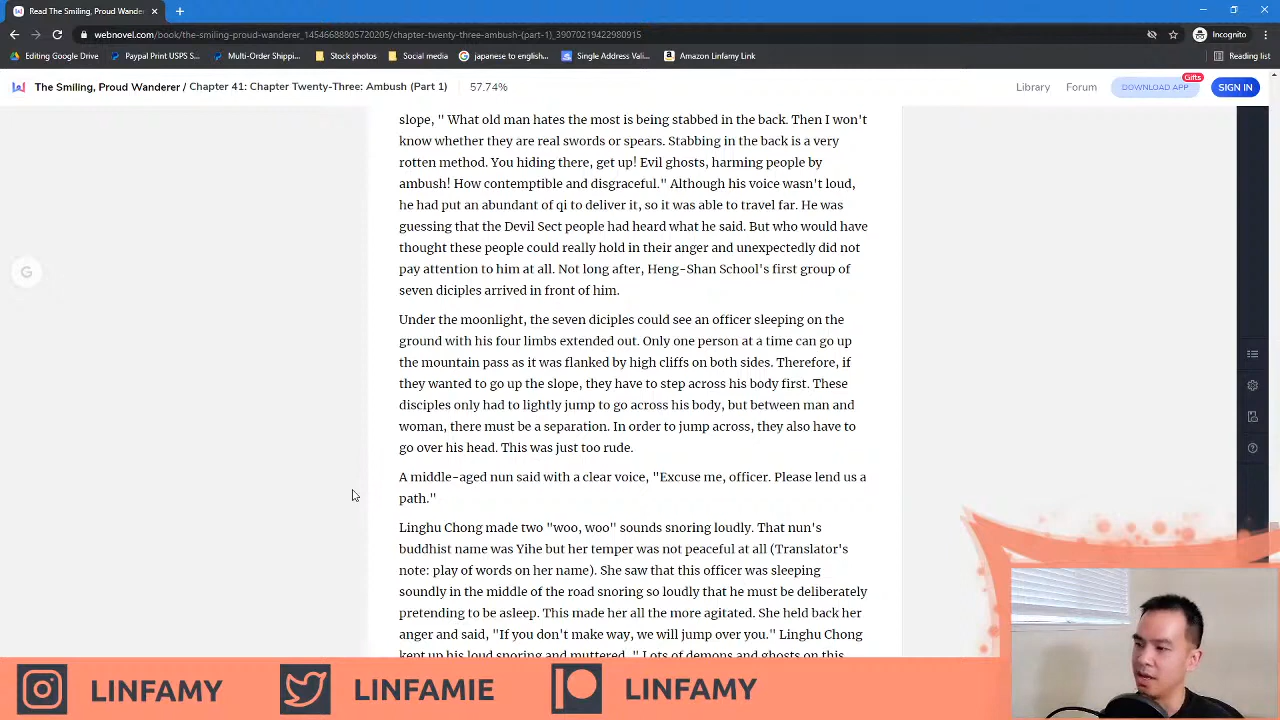 Read The Smiling, Proud Wande
webnovel.com/book/the-smiling-proud-wanderer_14546688805720205/chapter-twenty-three-ambush-(part-1)_39070219422980915
Incognito
Editing Google Drive
Paypal Print USPS S...
Multi-Order Shippi...
Stock photos
Social media
japanese to english...
Single Address Vali...
Amazon Linfamy Link
Reading list
The Smiling, Proud Wanderer / Chapter 41: Chapter Twenty-Three: Ambush (Part 1)
57.74%
Library
Forum
DOWNLOAD APP
Gifts
SIGN IN
slope, " What old man hates the most is being stabbed in the back. Then I won't
know whether they are real swords or spears. Stabbing in the back is a very
rotten method. You hiding there, get up! Evil ghosts, harming people by
ambush! How contemptible and disgraceful." Although his voice wasn't loud,
he had put an abundant of qi to deliver it, so it was able to travel far. He was
guessing that the Devil Sect people had heard what he said. But who would have
thought these people could really hold in their anger and unexpectedly did not
pay attention to him at all. Not long after, Heng-Shan School's first group of
seven diciples arrived in front of him.
Under the moonlight, the seven diciples could see an officer sleeping on the
ground with his four limbs extended out. Only one person at a time can go up
the mountain pass as it was flanked by high cliffs on both sides. Therefore, if
they wanted to go up the slope, they have to step across his body first. These
disciples only had to lightly jump to go across his body, but between man and
woman, there must be a separation. In order to jump across, they also have to
go over his head. This was just too rude.
A middle-aged nun said with a clear voice, "Excuse me, officer. Please lend us a
path."
Linghu Chong made two "woo, woo" sounds snoring loudly. That nun's
buddhist name was Yihe but her temper was not peaceful at all (Translator's
note: play of words on her name). She saw that this officer was sleeping
soundly in the middle of the road snoring so loudly that he must be deliberately
pretending to be asleep. This made her all the more agitated. She held back her
anger and said, "If you don't make way, we will jump over you." Linghu Chong
kept up his loud snoring and muttered, " Lots of demons and ghosts on this
LINFAMY
LINFAMIE
LINFAMY